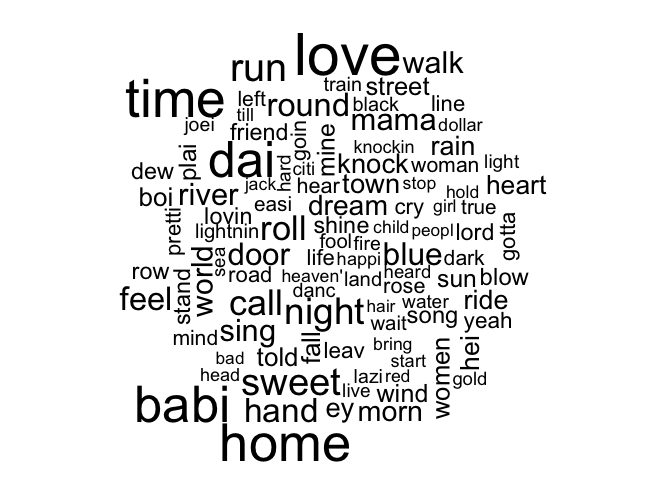 love walk
run
train street
time left round black line
till
joei friend mama dollar
goin mine
knockin rain
plai dai hard citi knock woman light
dew
jack hear town stop heart
boi river easi hold
lovin dream cry girl true
pretti lightnin roll shine child peopl lord gotta
fool fire
door life happi blue dark
world sea
row road heaven' land heard sun blow
stand danc rose
feel call night hair water ride
wait song yeah
mind sing bring
fall
bad told leav start women hei
head sweet lazi red gold
live wind
babi hand ey morn
home